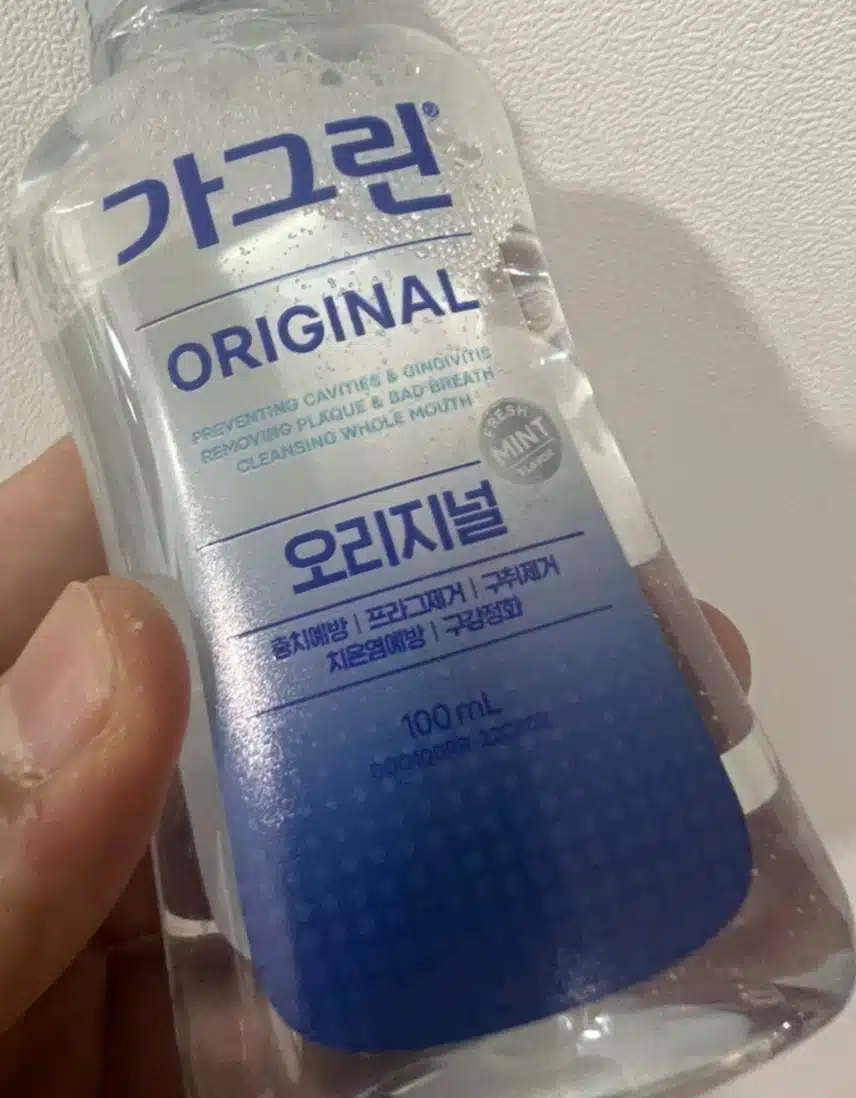 가그린®
ORIGINAL
PREVENTING CAVITIES & GINGIVITIS
REMOVING PLAQUE & BAD BREATH
CLEANSING WHOLE MOUTH
FRESH
MINT
FLAVOR
오리지널
충치예방 | 프라그제거 | 구취제거
치은염예방 | 구강정화
100 mL